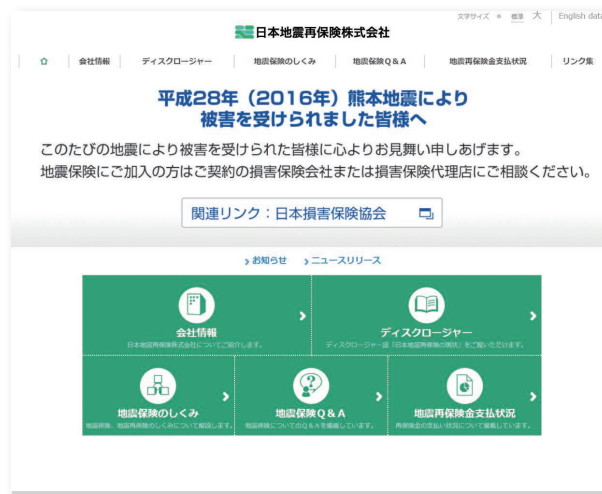 文字サイズ 標準 大 English data
日本地震再保険株式会社
会社情報 ディスクロージャー 地震保険のしくみ 地震保険Q&A 地震再保険金支払状況 リンク集
平成28年（2016年）熊本地震により
被害を受けられました皆様へ
このたびの地震により被害を受けられた皆様に心よりお見舞い申しあげます。
地震保険にご加入の方はご契約の損害保険会社または損害保険代理店にご相談ください。
関連リンク：日本損害保険協会
お知らせ ニュースリリース
会社情報
日本地震再保険株式会社についてご紹介します。
ディスクロージャー
ディスクロージャー誌「日本地震再保険の現状」をご覧いただけます。
地震保険のしくみ
地震保険、地震再保険のしくみについて解説します。
地震保険Q&A
地震保険についてのQ&Aを掲載しています。
地震再保険金支払状況
再保険金の支払い状況について掲載しています。